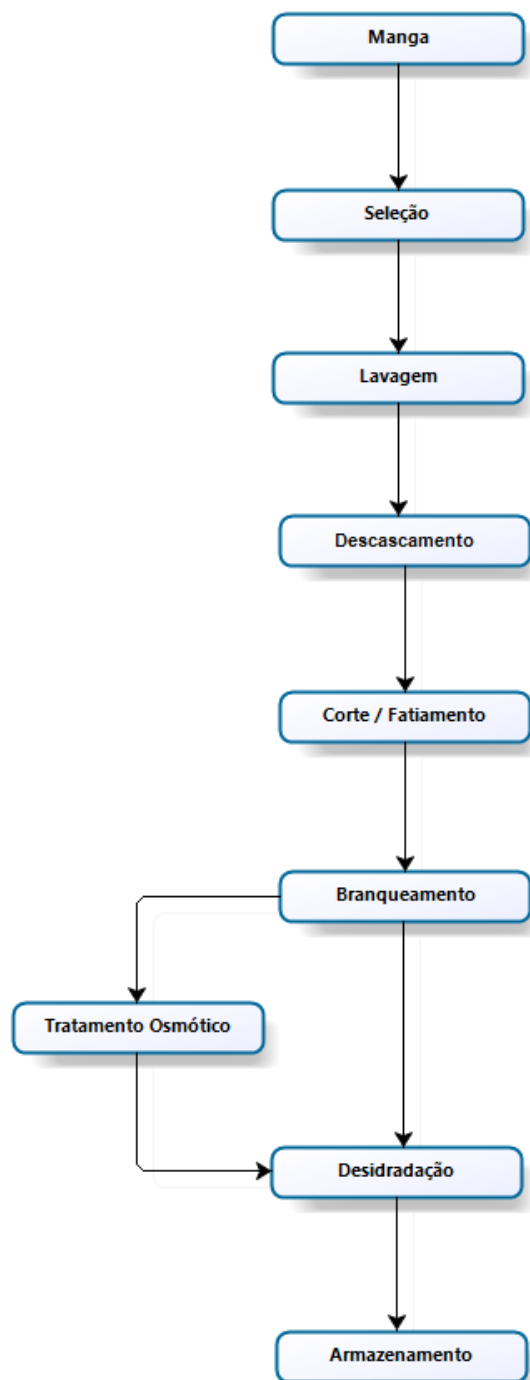 Manga
Seleção
Lavagem
Descascamento
Corte / Fatiamento
Branqueamento
Tratamento Osmótico
Desidradação
Armazenamento